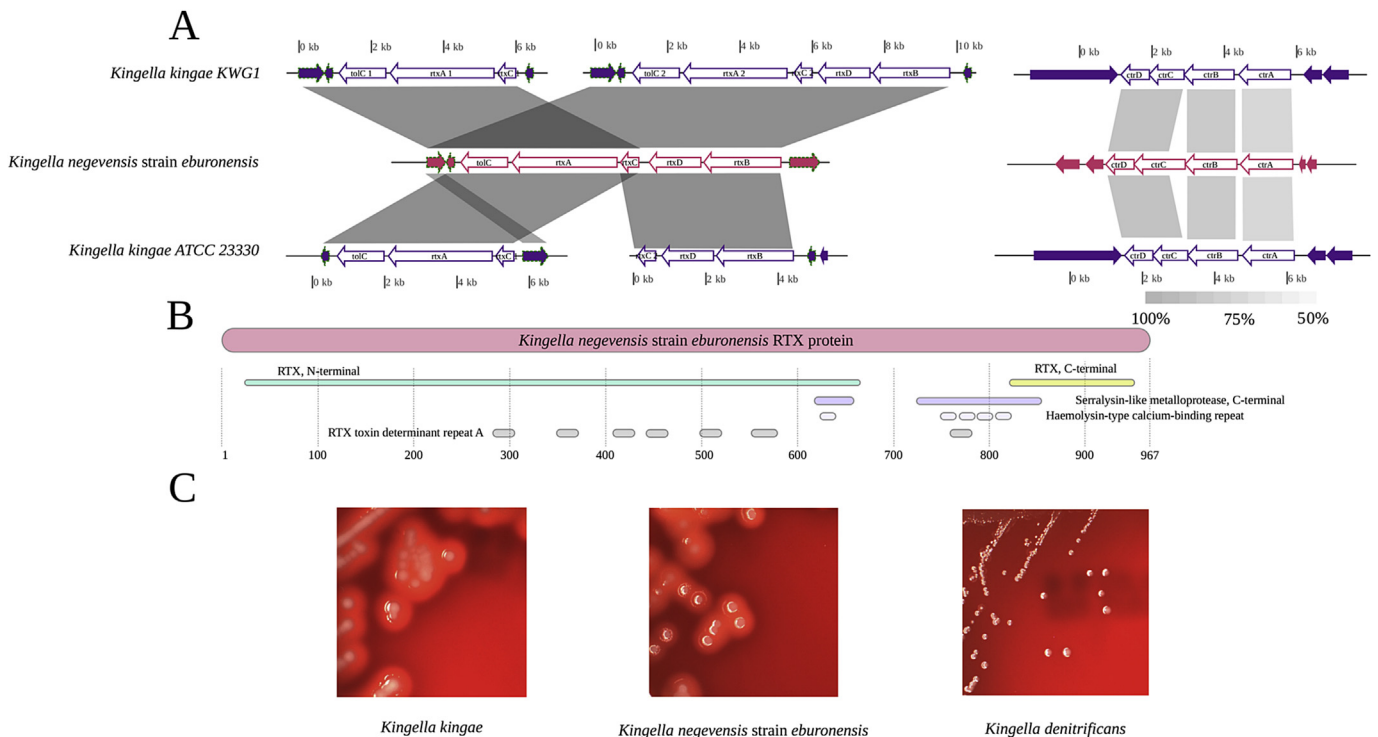 A
0 kb 2 kb 4 kb 6 kb 0 kb 2 kb 4 kb 6 kb 8 kb 10 kb 0 kb 2 kb 4 kb 6 kb
Kingella kingae KWG1
tolC 1 rtxA 1 rtxC tolC 2 rtxA 2 rtxC 2 rtxD rtxB ctrD ctrC ctrB ctrA
Kingella negevensis strain eburonensis
tolC rtxA rtxC rtxD rtxB ctrD ctrC ctrB ctrA
Kingella kingae ATCC 23330
tolC rtxA rtxC rtxC 2 rtxD rtxB ctrD ctrC ctrB ctrA
0 kb 2 kb 4 kb 6 kb 0 kb 2 kb 4 kb 0 kb 2 kb 4 kb 6 kb
100% 75% 50%
B
Kingella negevensis strain eburonensis RTX protein
RTX, N-terminal RTX, C-terminal
Serralysin-like metalloprotease, C-terminal
Haemolysin-type calcium-binding repeat
RTX toxin determinant repeat A
1 100 200 300 400 500 600 700 800 900 967
C
Kingella kingae Kingella negevensis strain eburonensis Kingella denitrificans